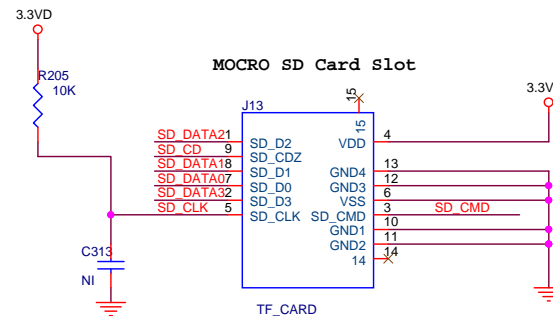 3.3VD
MOCRO SD Card Slot
3.3V
R205
10K
J13
15
15
SD_DATA2 1 SD_D2 VDD 4
SD_CD 9 SD_CDZ
SD_DATA1 8 SD_D1 GND4 13
SD_DATA0 7 SD_D0 GND3 12
SD_DATA3 2 SD_D3 VSS 6
SD_CLK 5 SD_CLK SD_CMD 3 SD_CMD
GND1 10
GND2 11
14 14
C313
NI
TF_CARD